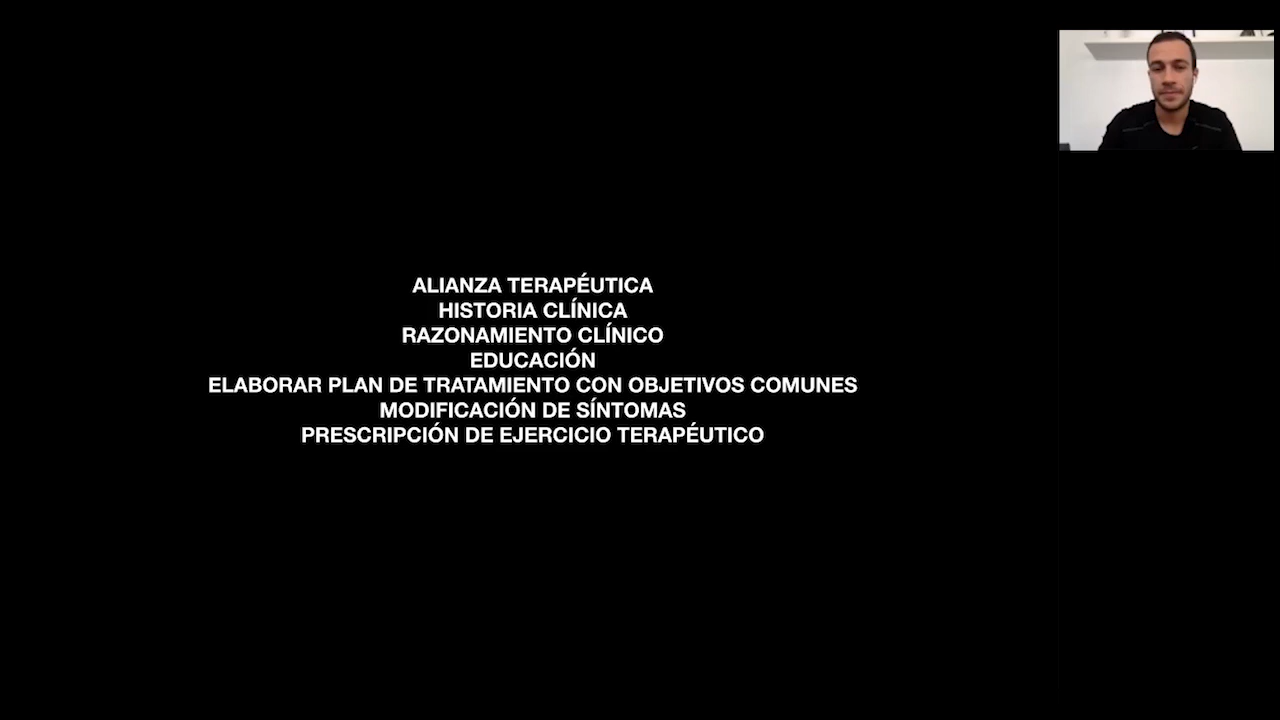 ALIANZA TERAPÉUTICA
HISTORIA CLÍNICA
RAZONAMIENTO CLÍNICO
EDUCACIÓN
ELABORAR PLAN DE TRATAMIENTO CON OBJETIVOS COMUNES
MODIFICACIÓN DE SÍNTOMAS
PRESCRIPCIÓN DE EJERCICIO TERAPÉUTICO